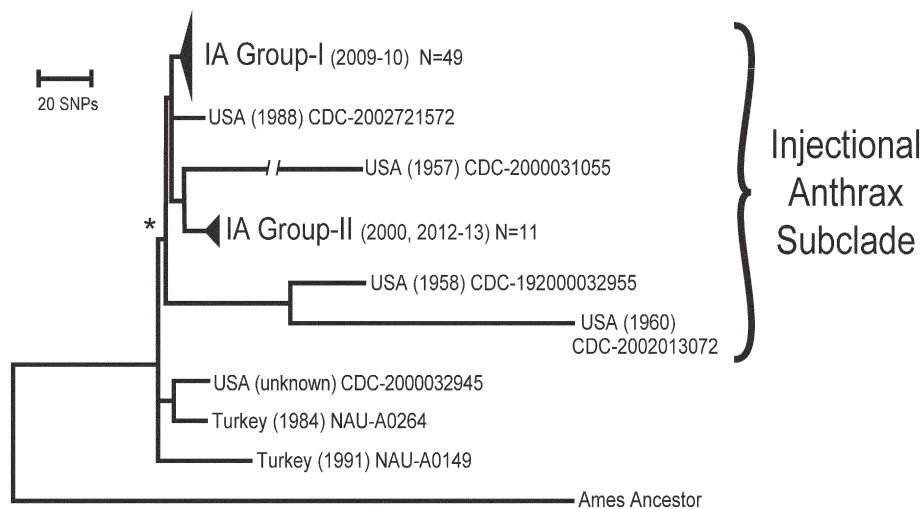 IA Group-I (2009-10) N=49
20 SNPs
USA (1988) CDC-2002721572
USA (1957) CDC-2000031055
Injectional
Anthrax
Subclade
*
IA Group-II (2000, 2012-13) N=11
USA (1958) CDC-192000032955
USA (1960)
CDC-2002013072
USA (unknown) CDC-2000032945
Turkey (1984) NAU-A0264
Turkey (1991) NAU-A0149
Ames Ancestor